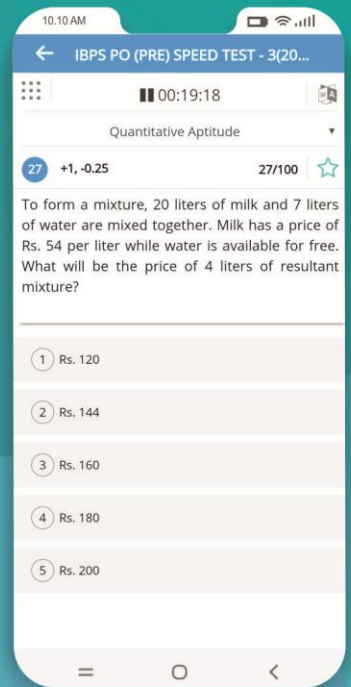 10.10 AM
IBPS PO (PRE) SPEED TEST - 3(20...
00:19:18
Quantitative Aptitude
27 +1, -0.25 27/100
To form a mixture, 20 liters of milk and 7 liters
of water are mixed together. Milk has a price of
Rs. 54 per liter while water is available for free.
What will be the price of 4 liters of resultant
mixture?
1 Rs. 120
2 Rs. 144
3 Rs. 160
4 Rs. 180
5 Rs. 200